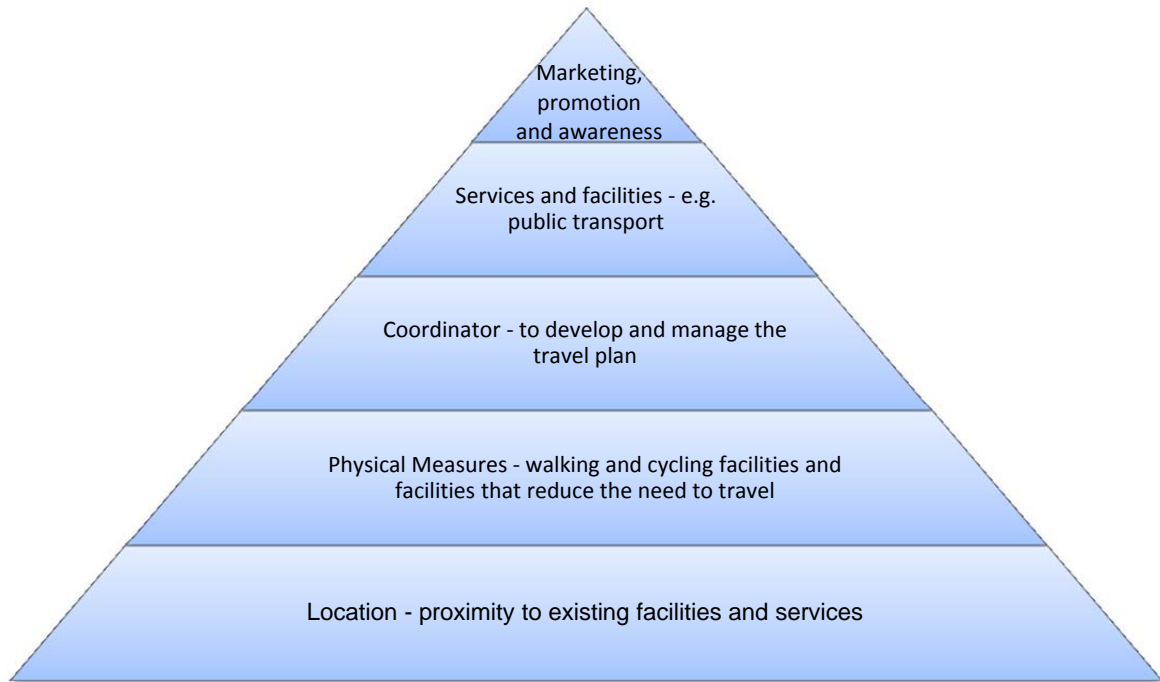 Marketing,
promotion
and awareness
Services and facilities - e.g.
public transport
Coordinator - to develop and manage the
travel plan
Physical Measures - walking and cycling facilities and
facilities that reduce the need to travel
Location - proximity to existing facilities and services